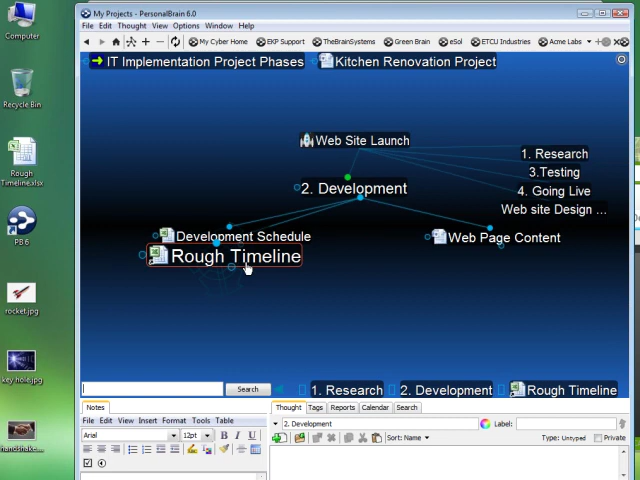 My Projects - PersonalBrain 6.0
File Edit Thought View Options Window Help
My Cyber Home EKP Support TheBrainSystems Green Brain eSol ETCU Industries Acme Labs
IT Implementation Project Phases Kitchen Renovation Project
Web Site Launch
1. Research
3.Testing
4. Going Live
Web site Design ...
2. Development
Development Schedule
Web Page Content
Rough Timeline
Search
1. Research 2. Development Rough Timeline
Notes
File Edit View Insert Format Tools Table
Arial 12pt B I U
Thought Tags Reports Calendar Search
2. Development Label:
Sort: Name Type: Untyped Private
Computer
Recycle Bin
Rough
Timeline.xlsx
PB 6
rocket.jpg
key hole.jpg